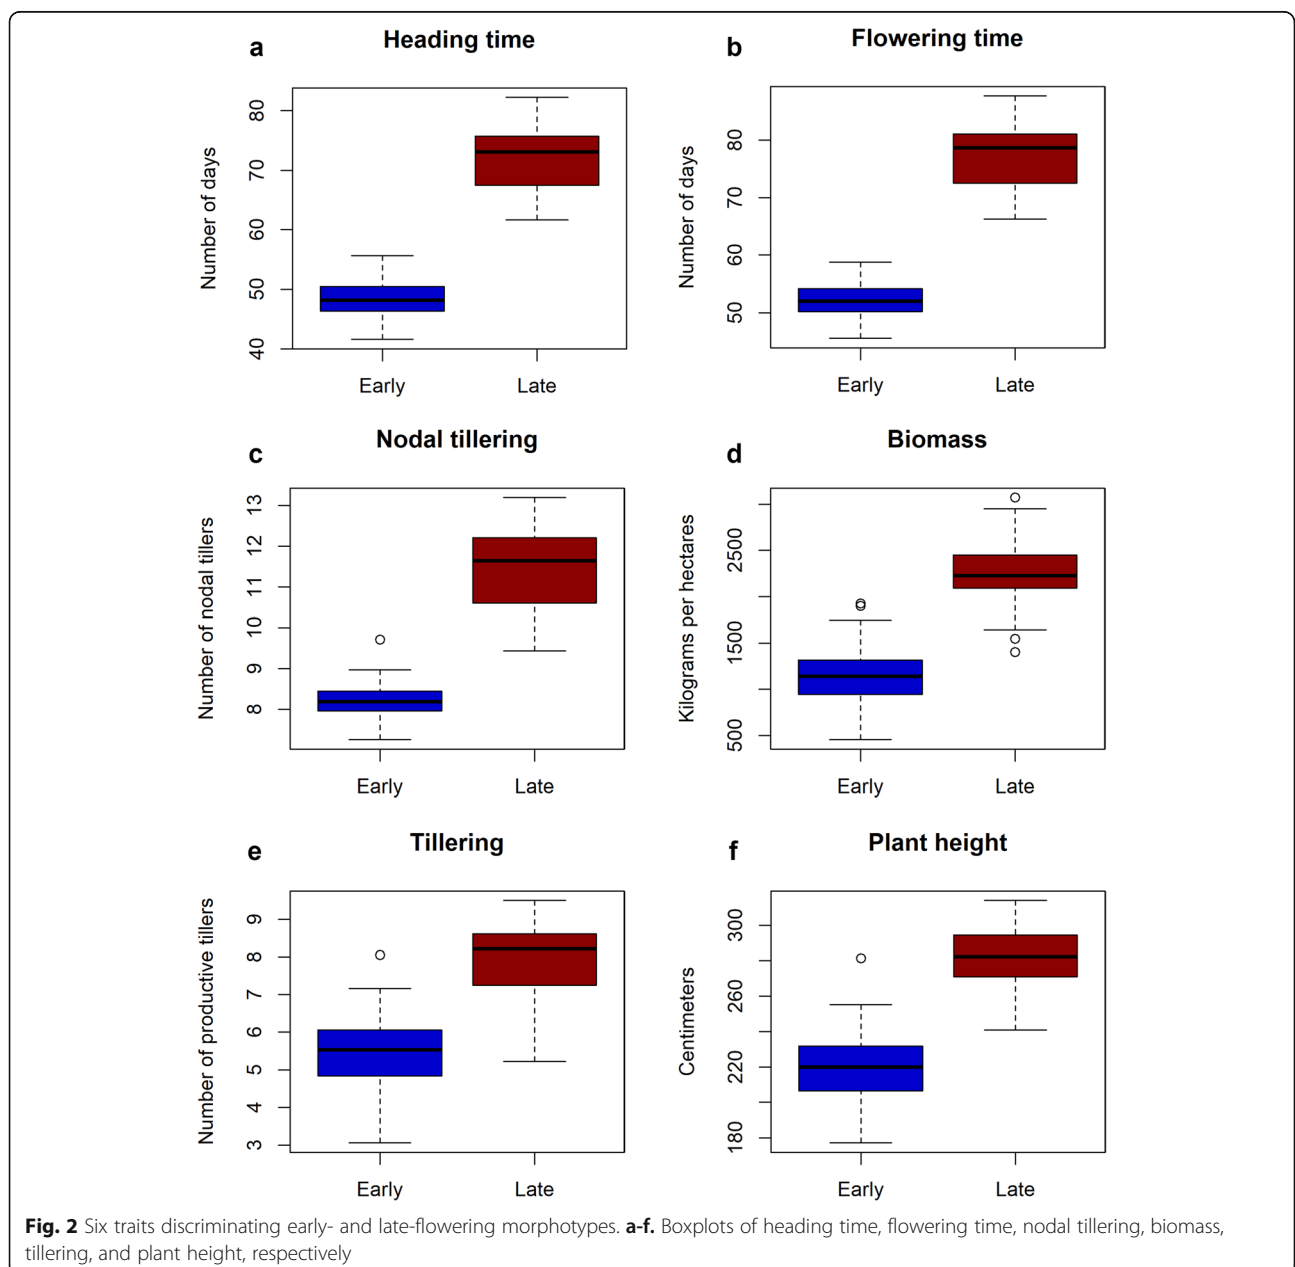 a
Heading time
Number of days
80
70
60
50
40
Early
Late
b
Flowering time
Number of days
80
70
60
50
Early
Late
c
Nodal tillering
Number of nodal tillers
13
12
11
10
9
8
Early
Late
d
Biomass
Kilograms per hectares
2500
1500
500
Early
Late
e
Tillering
Number of productive tillers
9
8
7
6
5
4
3
Early
Late
f
Plant height
Centimeters
300
260
220
180
Early
Late
Fig. 2 Six traits discriminating early- and late-flowering morphotypes. a-f. Boxplots of heading time, flowering time, nodal tillering, biomass,
tillering, and plant height, respectively